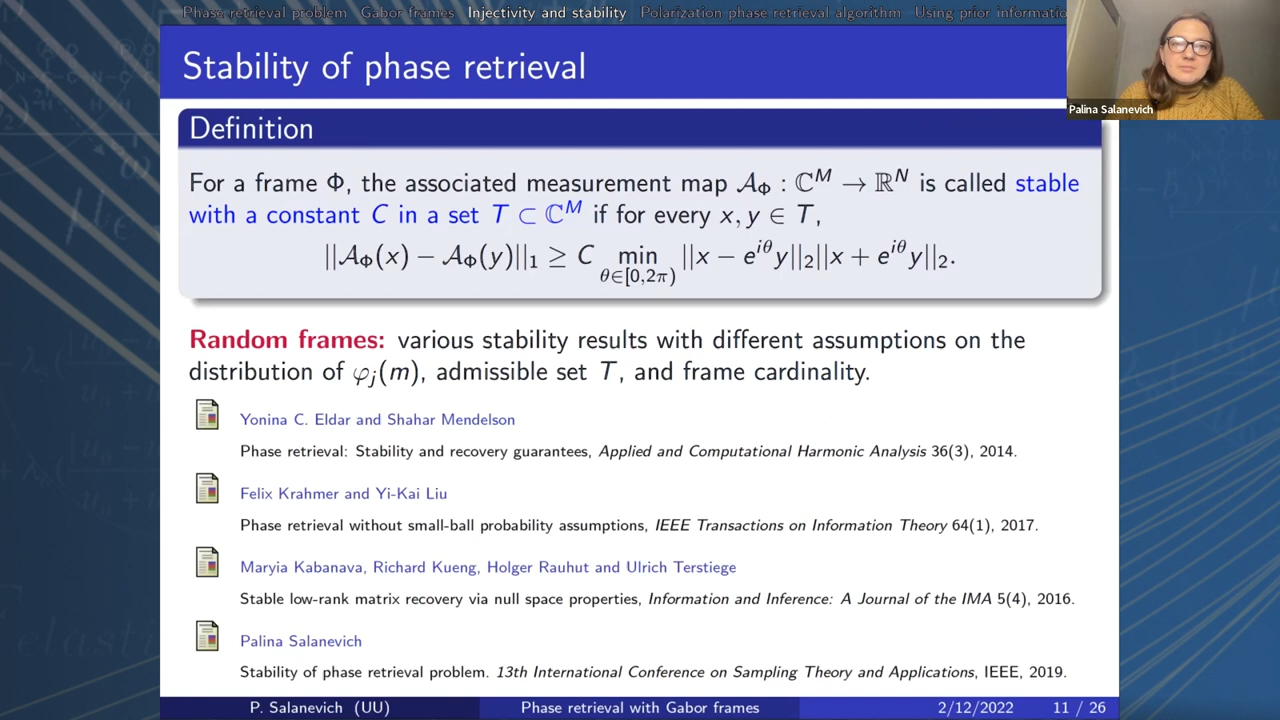 Phase retrieval problem Gabor frames Injectivity and stability Polarization phase retrieval algorithm Using prior informatio
Stability of phase retrieval
Palina Salanevich
Definition
For a frame Φ, the associated measurement map 𝒜_Φ : ℂ^M → ℝ^N is called stable
with a constant C in a set T ⊂ ℂ^M if for every x, y ∈ T,
||𝒜_Φ(x) − 𝒜_Φ(y)||_1 ≥ C min_{θ∈[0,2π)} ||x − e^{iθ}y||_2||x + e^{iθ}y||_2.
Random frames: various stability results with different assumptions on the
distribution of φ_j(m), admissible set T, and frame cardinality.
Yonina C. Eldar and Shahar Mendelson
Phase retrieval: Stability and recovery guarantees, Applied and Computational Harmonic Analysis 36(3), 2014.
Felix Krahmer and Yi-Kai Liu
Phase retrieval without small-ball probability assumptions, IEEE Transactions on Information Theory 64(1), 2017.
Maryia Kabanava, Richard Kueng, Holger Rauhut and Ulrich Terstiege
Stable low-rank matrix recovery via null space properties, Information and Inference: A Journal of the IMA 5(4), 2016.
Palina Salanevich
Stability of phase retrieval problem. 13th International Conference on Sampling Theory and Applications, IEEE, 2019.
P. Salanevich (UU) Phase retrieval with Gabor frames 2/12/2022 11 / 26